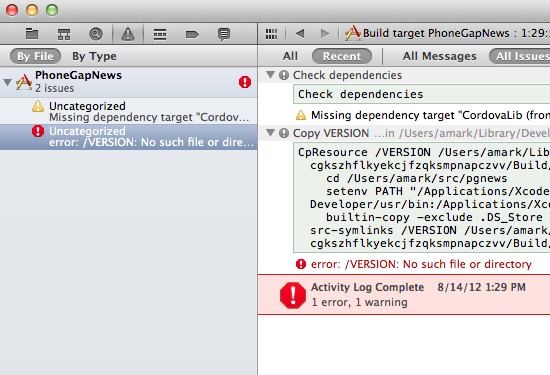 Build target PhoneGapNews : 1:29:
By File
By Type
All
Recent
All Messages
All Issues
PhoneGapNews
2 issues
Uncategorized
Missing dependency target "Cordov...
Uncategorized
error: /VERSION: No such file or dire...
Check dependencies
Check dependencies
Missing dependency target "CordovaLib (fron
Copy VERSION ...in /Users/amark/Library/Devel
CpResource /VERSION /Users/amark/Lib
cgkszhflkyekcjfzqksmpnapczvv/Build/
cd /Users/amark/src/pgnews
setenv PATH "/Applications/Xcode
Developer/usr/bin:/Applications/Xco
builtin-copy -exclude .DS_Store
src-symlinks /VERSION /Users/amark/
cgkszhflkyekcjfzqksmpnapczvv/Build/
error: /VERSION: No such file or directory
Activity Log Complete 8/14/12 1:29 PM
1 error, 1 warning